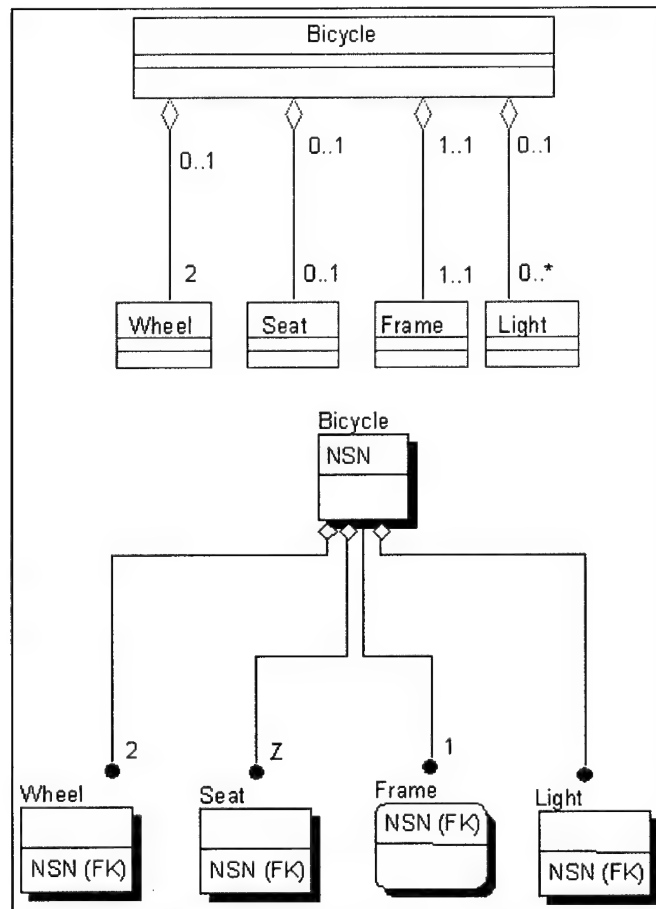 Bicycle
0..1 0..1 1..1 0..1
2 0..1 1..1 0..*
Wheel Seat Frame Light
Bicycle
NSN
2 Z 1
Wheel Seat Frame Light
NSN (FK)
NSN (FK) NSN (FK) NSN (FK)